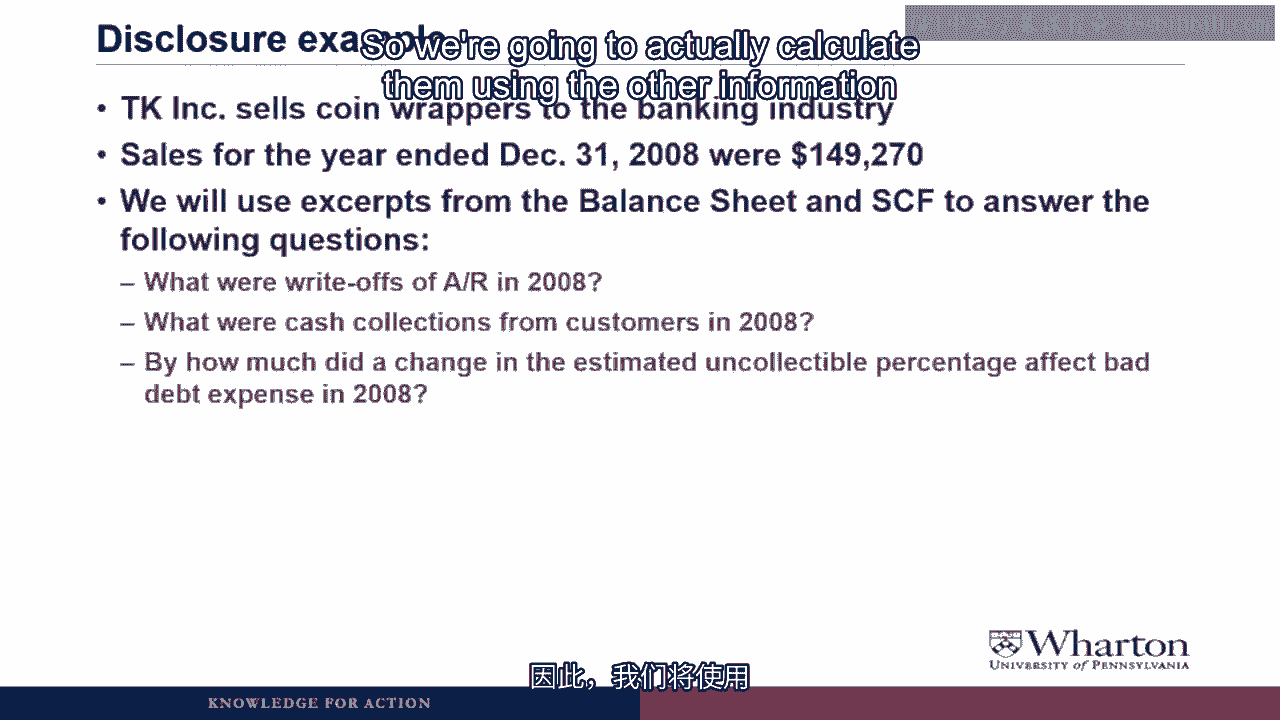 Disclosure example
So we're going to actually calculate
them using the other information
• TK Inc. sells coin wrappers to the banking industry
• Sales for the year ended Dec. 31, 2008 were $149,270
• We will use excerpts from the Balance Sheet and SCF to answer the
following questions:
– What were write-offs of A/R in 2008?
– What were cash collections from customers in 2008?
– By how much did a change in the estimated uncollectible percentage affect bad
debt expense in 2008?
Wharton
UNIVERSITY of PENNSYLVANIA
因此，我们将使用
KNOWLEDGE FOR ACTION